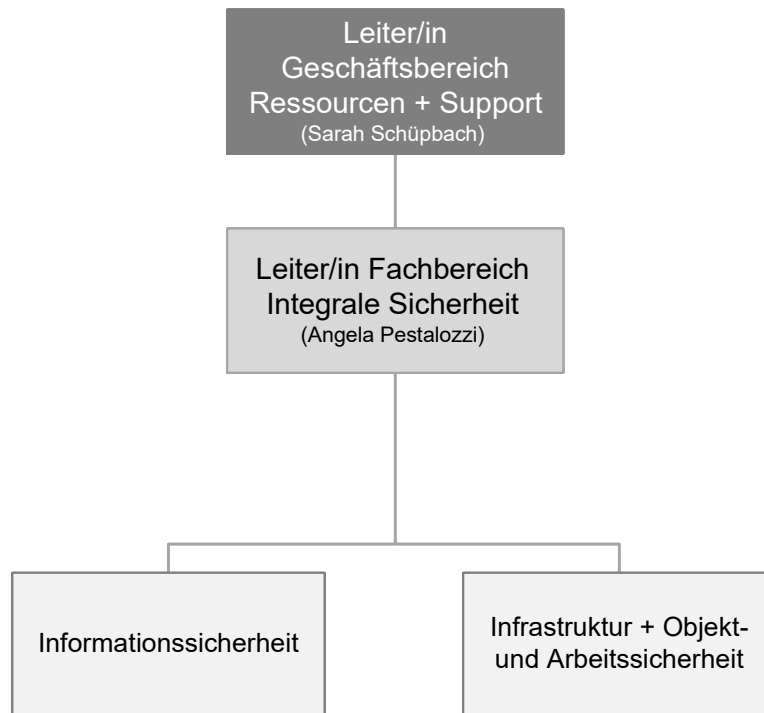 Leiter/in
Geschäftsbereich
Ressourcen + Support
(Sarah Schüpbach)
Leiter/in Fachbereich
Integrale Sicherheit
(Angela Pestalozzi)
Informationssicherheit
Infrastruktur + Objekt-
und Arbeitssicherheit